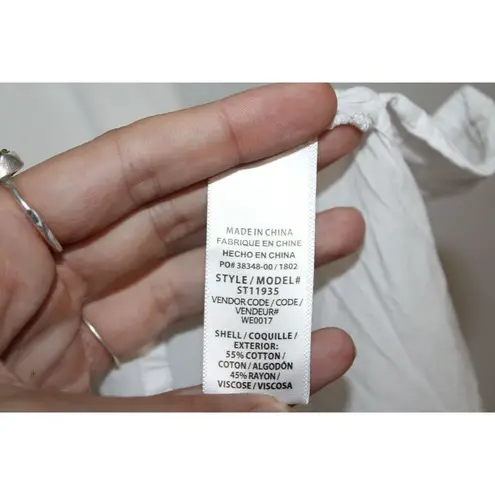 MADE IN CHINA
FABRIQUE EN CHINE
HECHO EN CHINA
PO# 38348-00 / 1802
STYLE / MODEL#
ST11935
VENDOR CODE / CODE /
VENDEUR#
WE0017
SHELL / COQUILLE /
EXTERIOR:
55% COTTON /
COTON / ALGODÓN
45% RAYON /
VISCOSE / VISCOSA